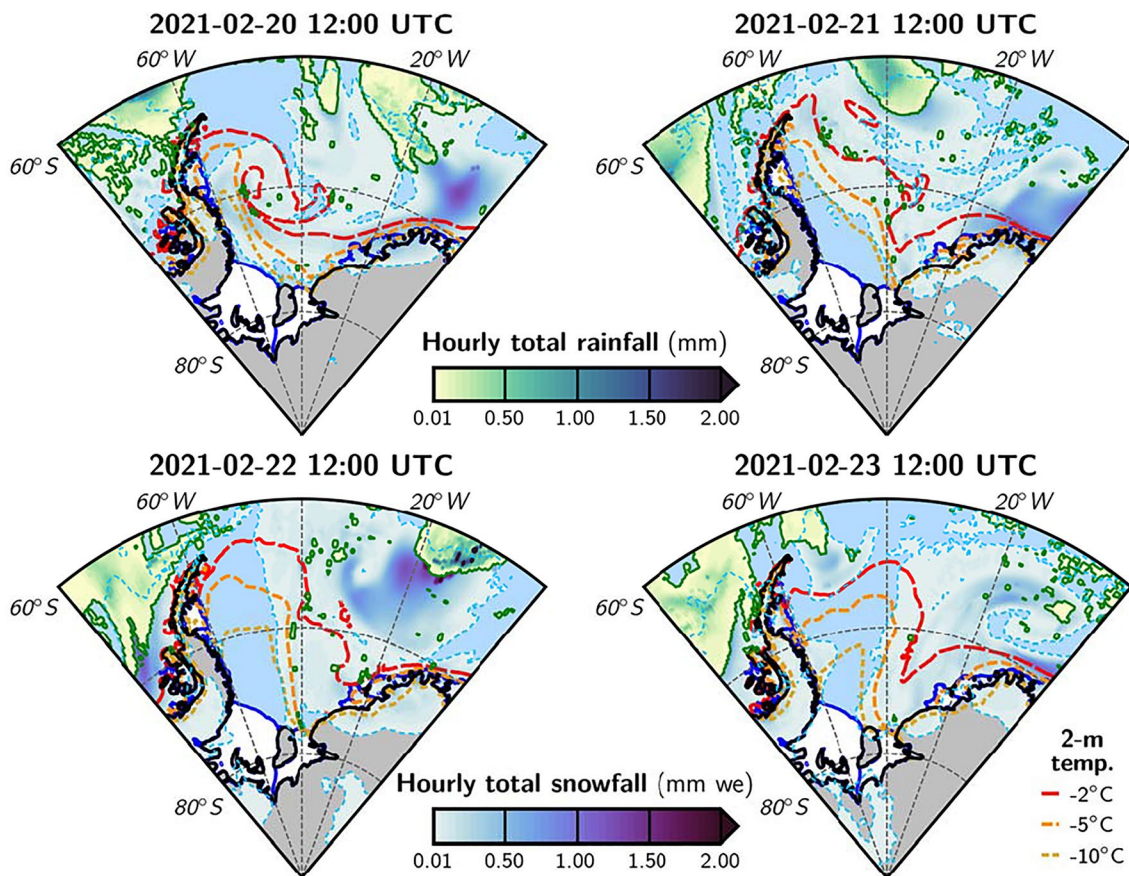 2021-02-20 12:00 UTC
2021-02-21 12:00 UTC
60° W
20° W
60° W
20° W
60° S
60° S
80° S
80° S
Hourly total rainfall (mm)
0.01 0.50 1.00 1.50 2.00
2021-02-22 12:00 UTC
2021-02-23 12:00 UTC
60° W
20° W
60° W
20° W
60° S
60° S
80° S
80° S
Hourly total snowfall (mm we)
0.01 0.50 1.00 1.50 2.00
2-m
temp.
-2°C
-5°C
-10°C